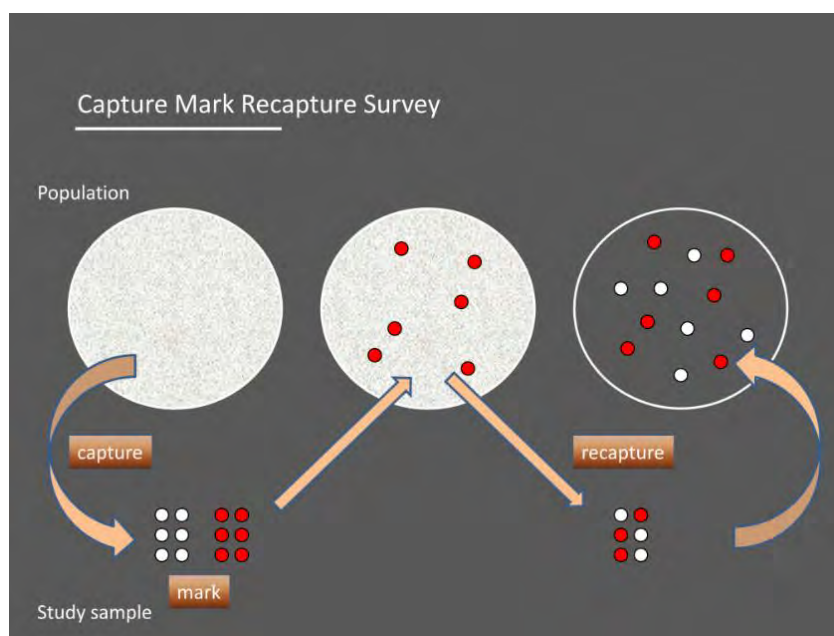 Capture Mark Recapture Survey
Population
capture
recapture
mark
Study sample